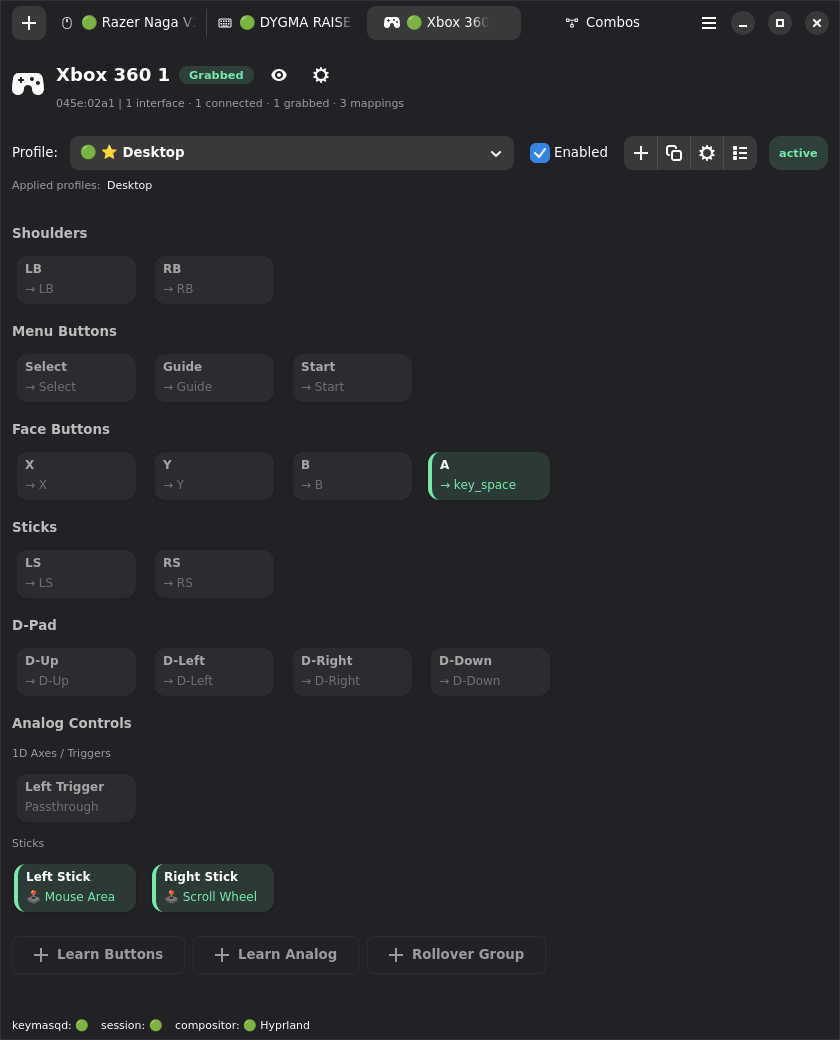 Razer Naga V
DYGMA RAISE
Xbox 360
Combos
Xbox 360 1
Grabbed
045e:02a1 | 1 interface · 1 connected · 1 grabbed · 3 mappings
Profile:
Desktop
Enabled
active
Applied profiles: Desktop
Shoulders
LB
→ LB
RB
→ RB
Menu Buttons
Select
→ Select
Guide
→ Guide
Start
→ Start
Face Buttons
X
→ X
Y
→ Y
B
→ B
A
→ key_space
Sticks
LS
→ LS
RS
→ RS
D-Pad
D-Up
→ D-Up
D-Left
→ D-Left
D-Right
→ D-Right
D-Down
→ D-Down
Analog Controls
1D Axes / Triggers
Left Trigger
Passthrough
Sticks
Left Stick
Mouse Area
Right Stick
Scroll Wheel
Learn Buttons
Learn Analog
Rollover Group
keymasqd: session: compositor: Hyprland